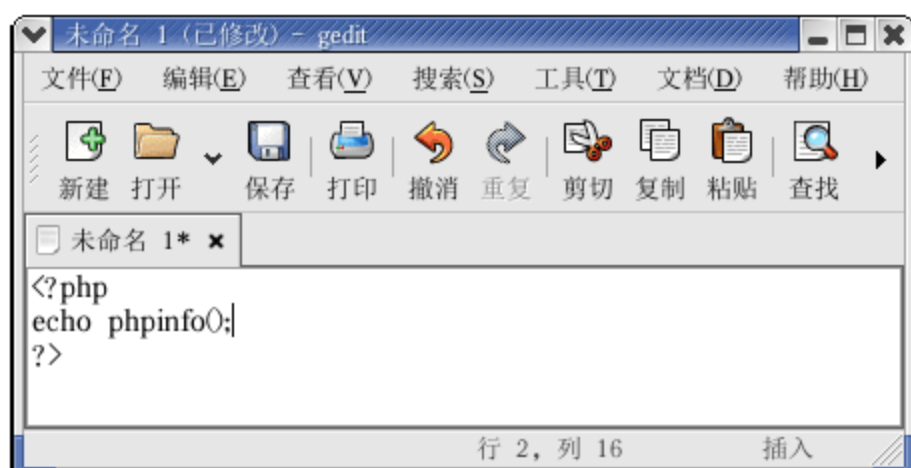 未命名 1 (已修改) - gedit
文件(F) 编辑(E) 查看(V) 搜索(S) 工具(T) 文档(D) 帮助(H)
新建 打开 保存 打印 撤消 重复 剪切 复制 粘贴 查找
未命名 1*
<?php
echo phpinfo();
?>
行 2, 列 16 插入